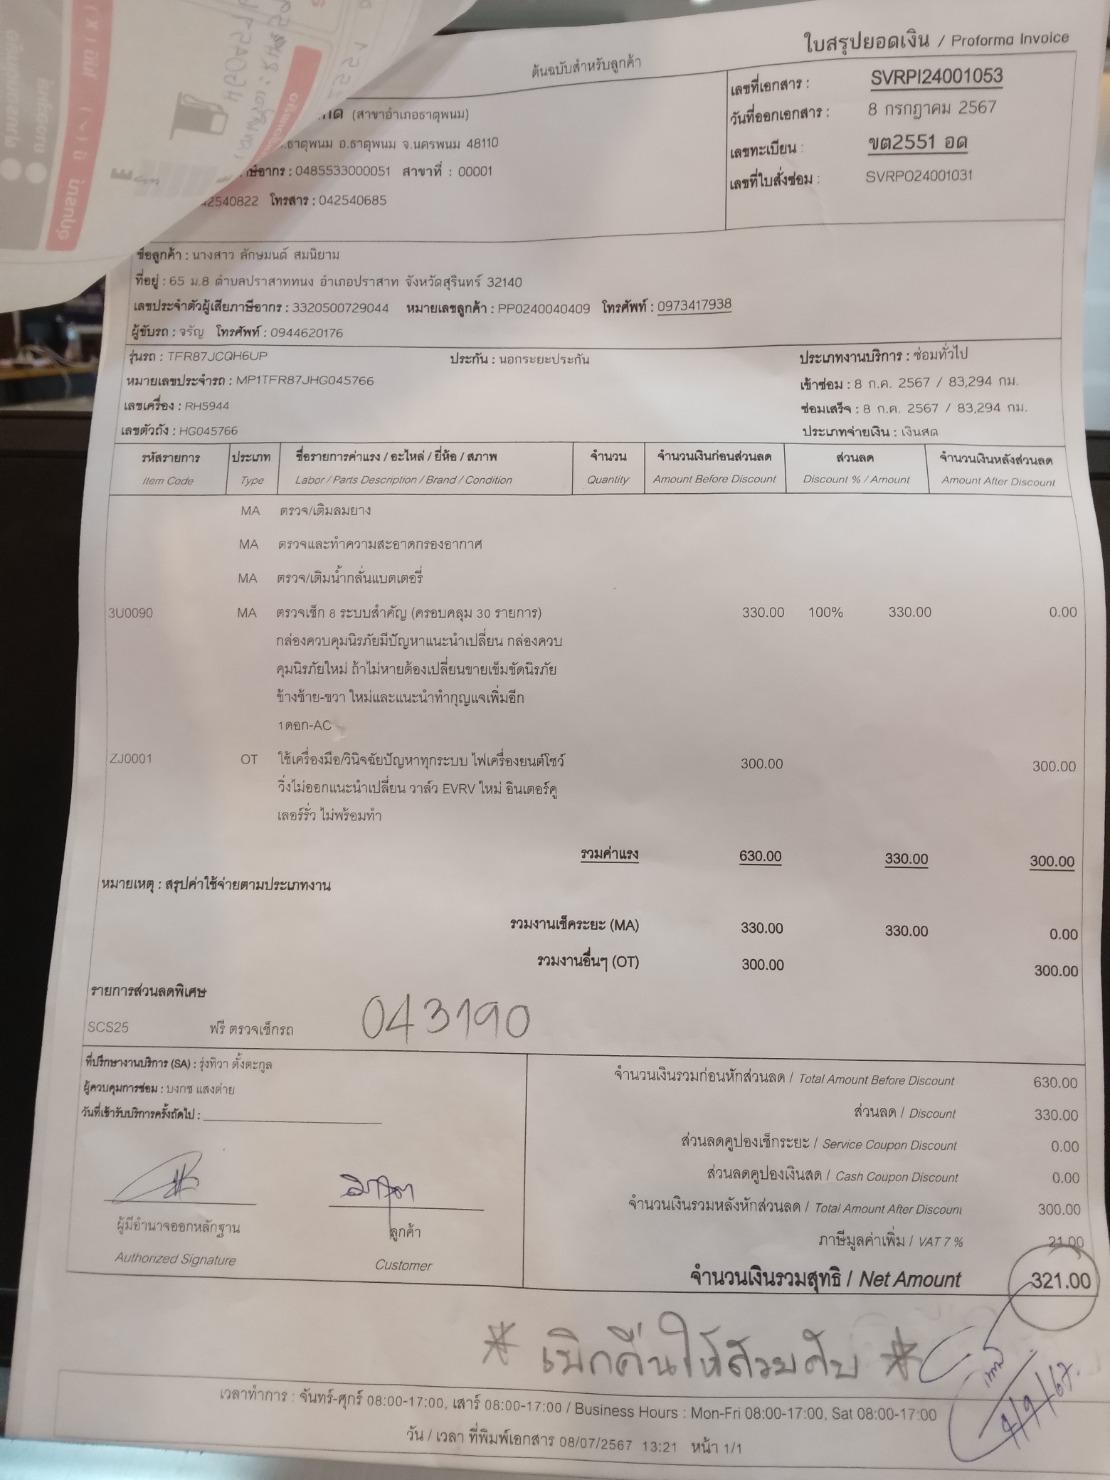 ใบสรุปยอดเงิน / Proforma Invoice
ต้นฉบับสำหรับลูกค้า
(สาขาอำเภอธาตุพนม)
ธาตุพนม อ.ธาตุพนม จ.นครพนม 48110
: 0485533000051 สาขาที่ : 00001
42540822 โทรสาร : 042540685
เลขที่เอกสาร : SVRPI24001053
วันที่ออกเอกสาร : 8 กรกฎาคม 2567
เลขทะเบียน : ขต2551 อด
เลขที่ใบสั่งซ่อม : SVRPO24001031
ชื่อลูกค้า : นางสาว ลักษมนต์ สมนิยาม
ที่อยู่ : 65 ม.8 ตำบลปราสาททนง อำเภอปราสาท จังหวัดสุรินทร์ 32140
เลขประจำตัวผู้เสียภาษีอากร : 3320500729044 หมายเลขลูกค้า : PP0240040409 โทรศัพท์ : 0973417938
ผู้ขับรถ : จรัญ โทรศัพท์ : 0944620176
รุ่นรถ : TFR87JCQH6UP ประกัน : นอกระยะประกัน ประเภทงานบริการ : ซ่อมทั่วไป
หมายเลขประจำรถ : MP1TFR87JHG045766 เข้าซ่อม : 8 ก.ค. 2567 / 83,294 กม.
เลขเครื่อง : RH5944 ซ่อมเสร็จ : 8 ก.ค. 2567 / 83,294 กม.
เลขตัวถัง : HG045766 ประเภทจ่ายเงิน : เงินสด
รหัสรายการ ประเภท ชื่อรายการค่าแรง / อะไหล่ / ยี่ห้อ / สภาพ จำนวน จำนวนเงินก่อนส่วนลด ส่วนลด จำนวนเงินหลังส่วนลด
Item Code Type Labor / Parts Description / Brand / Condition Quantity Amount Before Discount Discount % / Amount Amount After Discount
MA ตรวจ/เติมลมยาง
MA ตรวจและทำความสะอาดกรองอากาศ
MA ตรวจ/เติมน้ำกลั่นแบตเตอรี่
3U0090 MA ตรวจเช็ก 8 ระบบสำคัญ (ครอบคลุม 30 รายการ) 330.00 100% 330.00 0.00
กล่องควบคุมนิรภัยมีปัญหาแนะนำเปลี่ยน กล่องควบ
คุมนิรภัยใหม่ ถ้าไม่หายต้องเปลี่ยนขายเข็มขัดนิรภัย
ข้างซ้าย-ขวา ใหม่และแนะนำทำกุญแจเพิ่มอีก
1ดอก-AC
ZJ0001 OT ใช้เครื่องมือ/วินิจฉัยปัญหาทุกระบบ ไฟเครื่องยนต์โชว์ 300.00 300.00
วิ่งไม่ออกแนะนำเปลี่ยน วาล์ว EVRV ใหม่ อินเตอร์คู
เลอร์รั่ว ไม่พร้อมทำ
รวมค่าแรง 630.00 330.00 300.00
หมายเหตุ : สรุปค่าใช้จ่ายตามประเภทงาน
รวมงานเช็คระยะ (MA) 330.00 330.00 0.00
รวมงานอื่นๆ (OT) 300.00 300.00
รายการส่วนลดพิเศษ
SCS25 ฟรี ตรวจเช็กรถ 043190
ที่ปรึกษางานบริการ (SA) : รุ่งทิวา ตั้งตะกูล
ผู้ควบคุมการซ่อม : บงกช แสงต่าย
วันที่เข้ารับบริการครั้งถัดไป :
ผู้มีอำนาจออกหลักฐาน
Authorized Signature
ลูกค้า
Customer
จำนวนเงินรวมก่อนหักส่วนลด / Total Amount Before Discount 630.00
ส่วนลด / Discount 330.00
ส่วนลดคูปองเช็กระยะ / Service Coupon Discount 0.00
ส่วนลดคูปองเงินสด / Cash Coupon Discount 0.00
จำนวนเงินรวมหลังหักส่วนลด / Total Amount After Discount 300.00
ภาษีมูลค่าเพิ่ม / VAT 7 % 21.00
จำนวนเงินรวมสุทธิ / Net Amount 321.00
* เบิกคืนให้ด้วยครับ *
4/9/67
เวลาทำการ : จันทร์-ศุกร์ 08:00-17:00, เสาร์ 08:00-17:00 / Business Hours : Mon-Fri 08:00-17:00, Sat 08:00-17:00
วัน / เวลา ที่พิมพ์เอกสาร 08/07/2567 13:21 หน้า 1/1